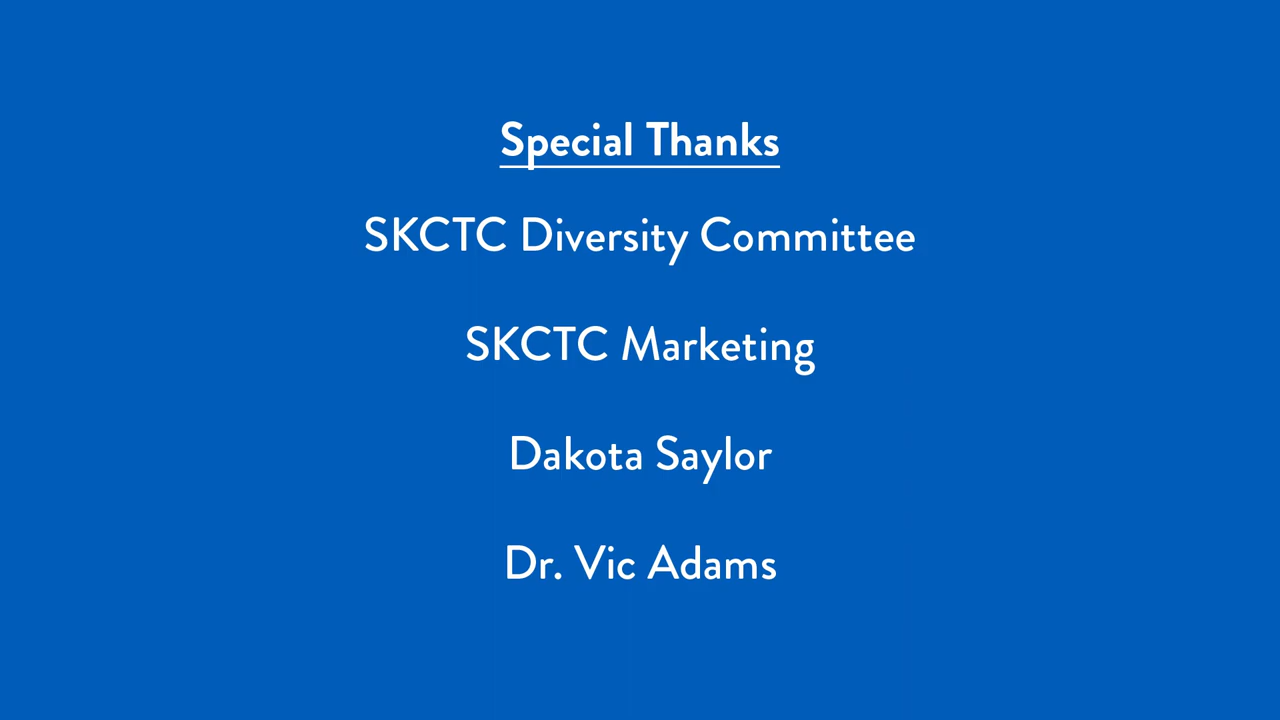 Special Thanks
SKCTC Diversity Committee
SKCTC Marketing
Dakota Saylor
Dr. Vic Adams